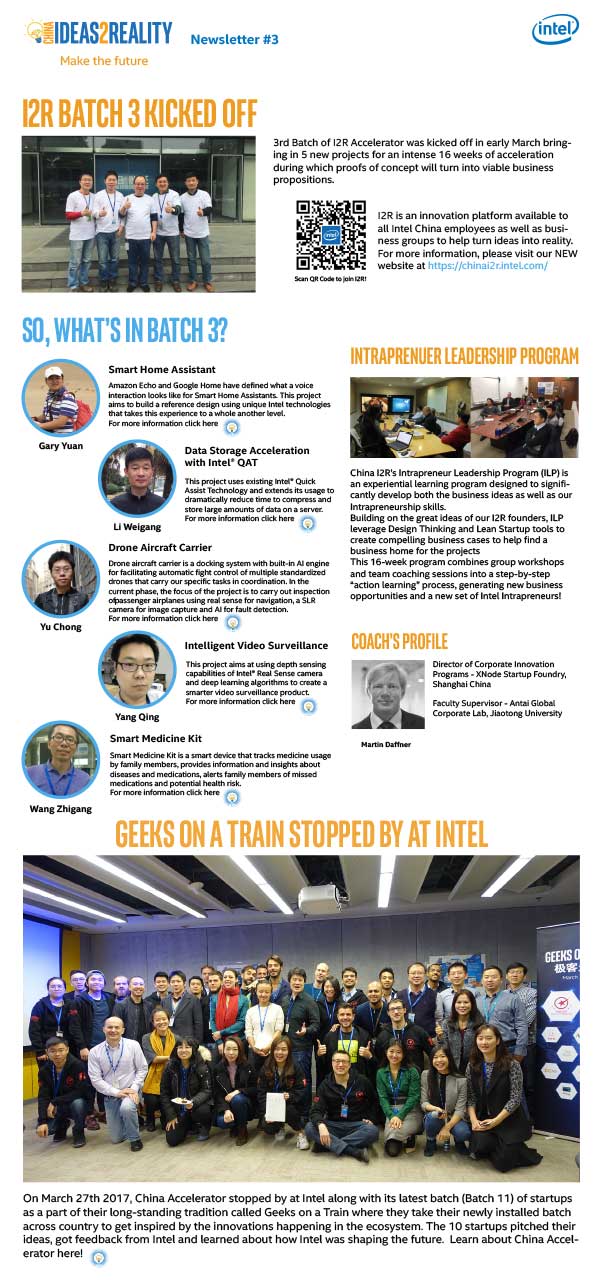 CHINA
IDEAS2REALITY
Newsletter #3
Make the future
intel
I2R BATCH 3 KICKED OFF
3rd Batch of I2R Accelerator was kicked off in early March bring-
ing in 5 new projects for an intense 16 weeks of acceleration
during which proofs of concept will turn into viable business
propositions.
intel
Scan QR Code to join I2R!
I2R is an innovation platform available to
all Intel China employees as well as busi-
ness groups to help turn ideas into reality.
For more information, please visit our NEW
website at https://chinai2r.intel.com/
SO, WHAT'S IN BATCH 3?
Smart Home Assistant
Amazon Echo and Google Home have defined what a voice
interaction looks like for Smart Home Assistants. This project
aims to build a reference design using unique Intel technologies
that takes this experience to a whole another level.
For more information click here
Gary Yuan
Data Storage Acceleration
with Intel® QAT
This project uses existing Intel® Quick
Assist Technology and extends its usage to
dramatically reduce time to compress and
store large amounts of data on a server.
For more information click here
Li Weigang
Drone Aircraft Carrier
Drone aircraft carrier is a docking system with built-in AI engine
for facilitating automatic fight control of multiple standardized
drones that carry our specific tasks in coordination. In the
current phase, the focus of the project is to carry out inspection
of passenger airplanes using real sense for navigation, a SLR
camera for image capture and AI for fault detection.
For more information click here
Yu Chong
Intelligent Video Surveillance
This project aims at using depth sensing
capabilities of Intel® Real Sense camera
and deep learning algorithms to create a
smarter video surveillance product.
For more information click here
Yang Qing
Smart Medicine Kit
Smart Medicine Kit is a smart device that tracks medicine usage
by family members, provides information and insights about
diseases and medications, alerts family members of missed
medications and potential health risk.
For more information click here
Wang Zhigang
INTRAPRENUER LEADERSHIP PROGRAM
China I2R's Intrapreneur Leadership Program (ILP) is
an experiential learning program designed to signifi-
cantly develop both the business ideas as well as our
Intrapreneurship skills.
Building on the great ideas of our I2R founders, ILP
leverage Design Thinking and Lean Startup tools to
create compelling business cases to help find a
business home for the projects
This 16-week program combines group workshops
and team coaching sessions into a step-by-step
“action learning” process, generating new business
opportunities and a new set of Intel Intrapreneurs!
COACH'S PROFILE
Director of Corporate Innovation
Programs - XNode Startup Foundry,
Shanghai China
Faculty Supervisor - Antai Global
Corporate Lab, Jiaotong University
Martin Daffner
GEEKS ON A TRAIN STOPPED BY AT INTEL
GEEKS O
极客
March
On March 27th 2017, China Accelerator stopped by at Intel along with its latest batch (Batch 11) of startups
as a part of their long-standing tradition called Geeks on a Train where they take their newly installed batch
across country to get inspired by the innovations happening in the ecosystem. The 10 startups pitched their
ideas, got feedback from Intel and learned about how Intel was shaping the future. Learn about China Accel-
erator here!